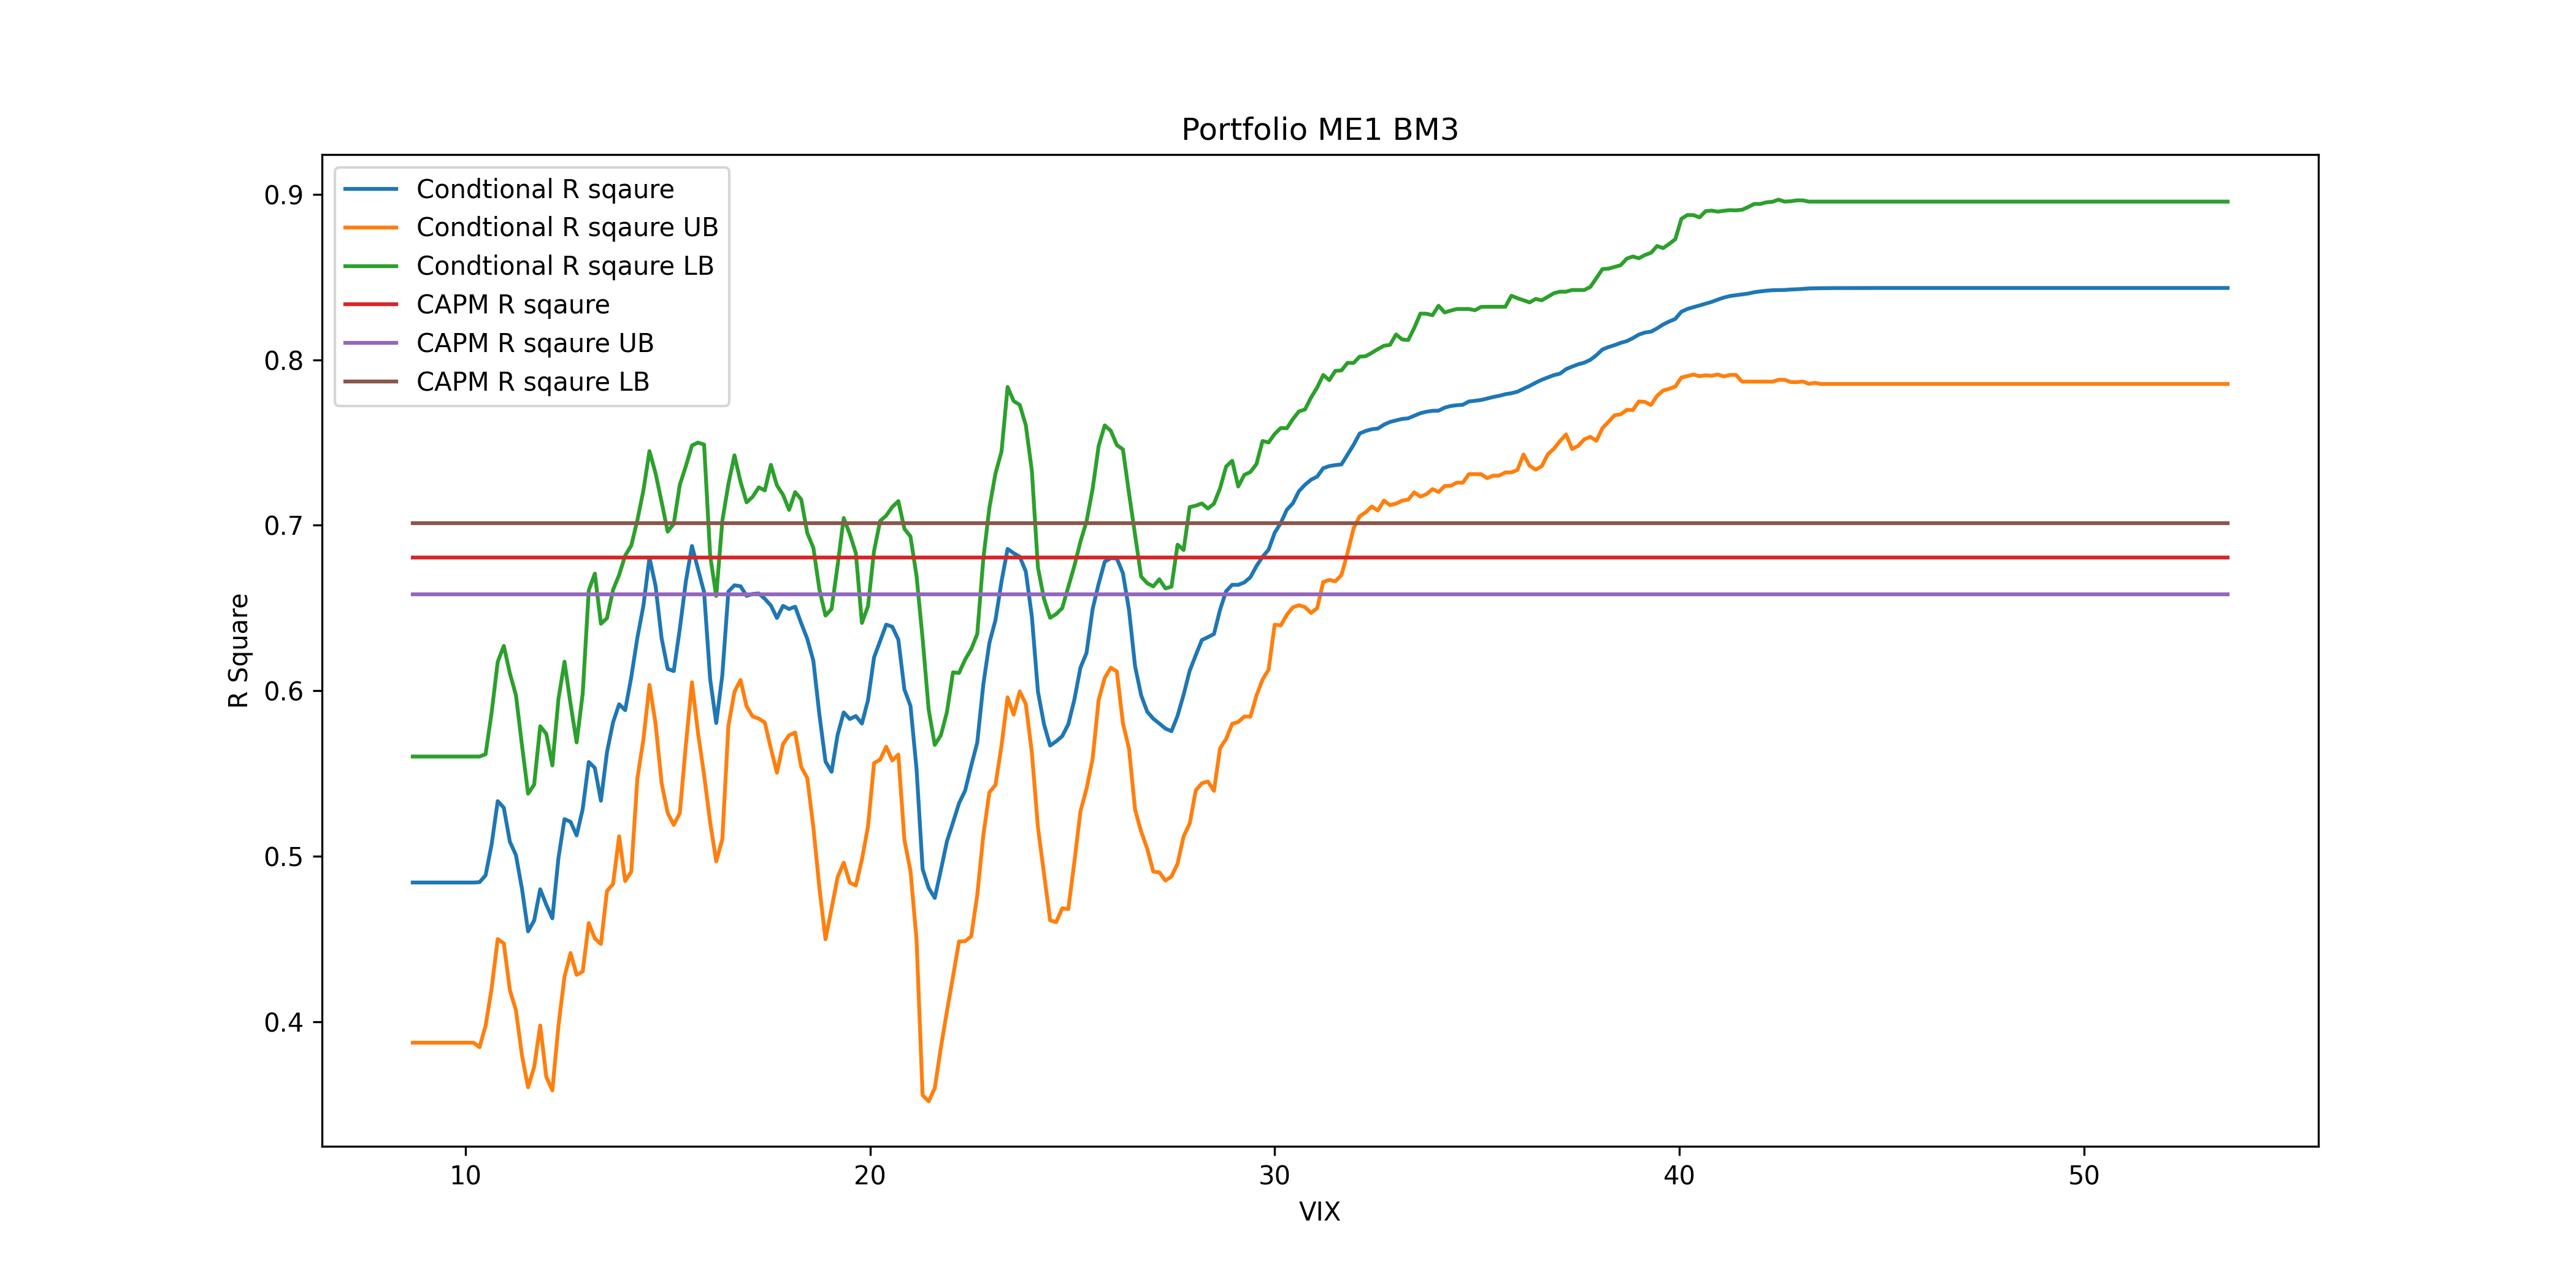 Portfolio ME1 BM3
Condtional R sqaure
Condtional R sqaure UB
Condtional R sqaure LB
CAPM R sqaure
CAPM R sqaure UB
CAPM R sqaure LB
R Square
0.9
0.8
0.7
0.6
0.5
0.4
10 20 30 40 50
VIX